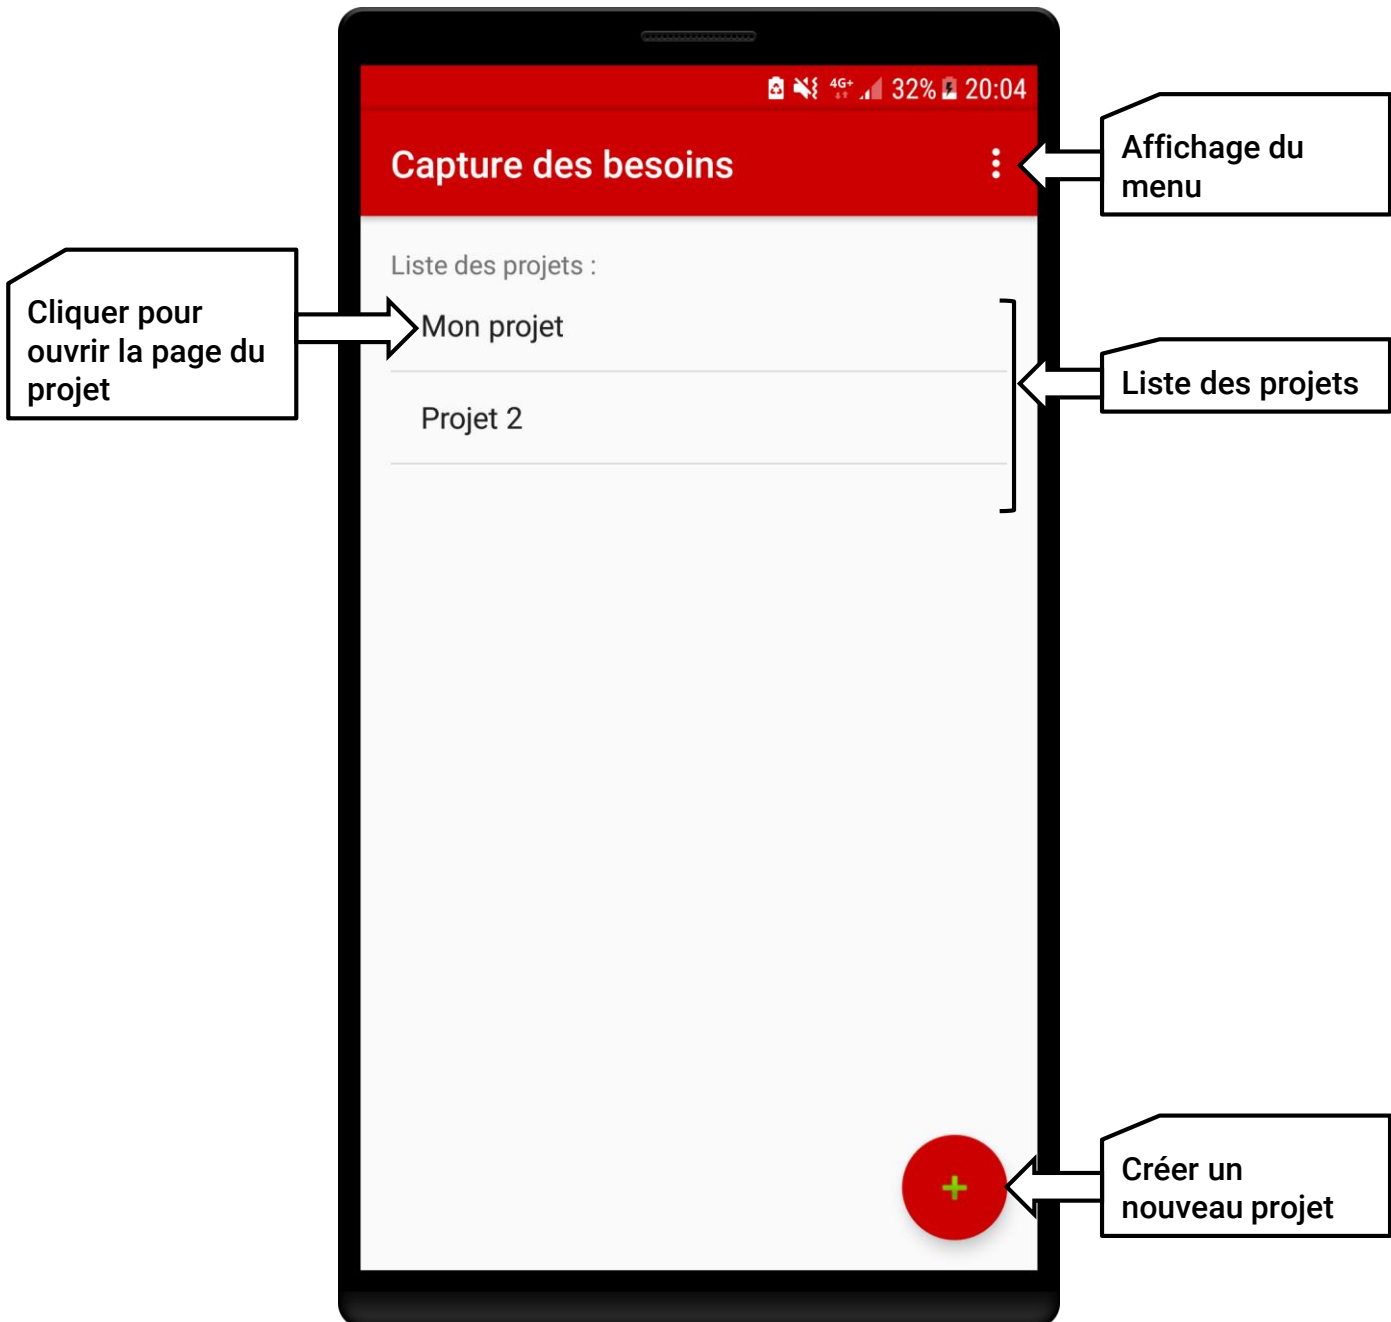 4G+ 32% 20:04
Capture des besoins
Affichage du
menu
Liste des projets :
Cliquer pour
ouvrir la page du
projet
Mon projet
Liste des projets
Projet 2
+
Créer un
nouveau projet